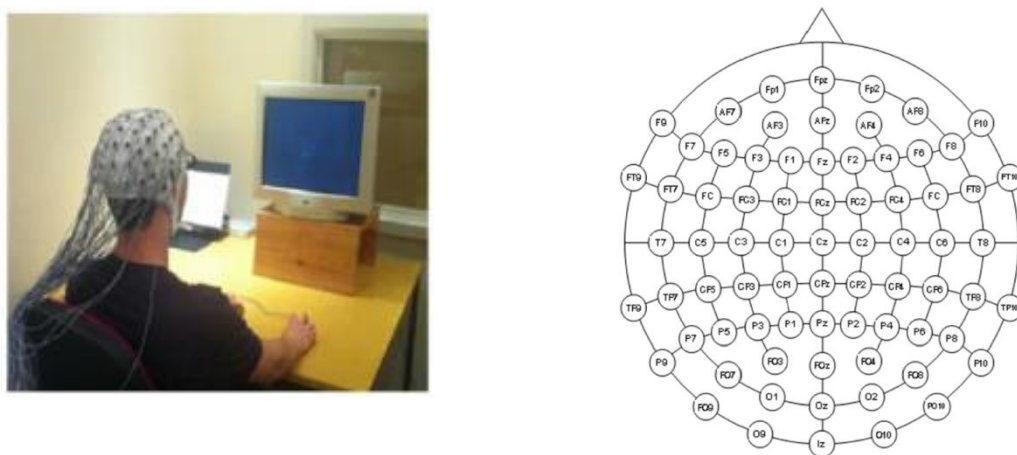 Fpz
Fp1 Fp2
AF7 AF8
F9 AF3 AFz AF4 P10
F7 F5 F3 F1 Fz F2 F4 F6 F8
FT9 FT7 FC FC3 FC1 FCz FC2 FC4 FC FT8 FT10
T7 C5 C3 C1 Cz C2 C4 C6 T8
TP9 TP7 CP5 CP3 CP1 CPz CP2 CP4 CP6 TP8 TP10
P7 P5 P3 P1 Pz P2 P4 P6 P8
P9 PO3 POz PO4 P10
PO7 PO8
O1 Oz O2
PO9 PO10
O9 Iz O10